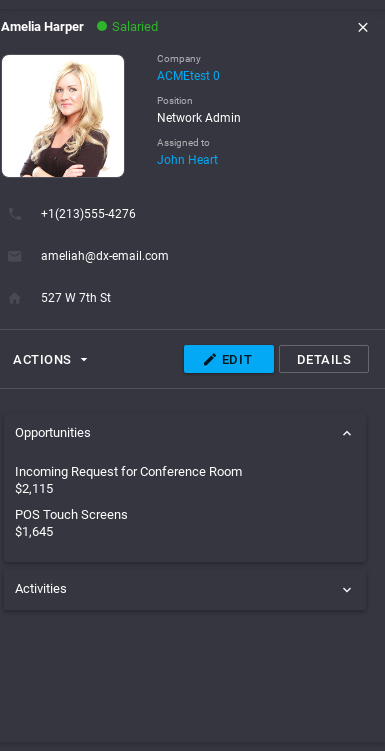 Amelia Harper Salaried
Company
ACMEtest 0
Position
Network Admin
Assigned to
John Heart
+1(213)555-4276
ameliah@dx-email.com
527 W 7th St
ACTIONS EDIT DETAILS
Opportunities
Incoming Request for Conference Room
$2,115
POS Touch Screens
$1,645
Activities